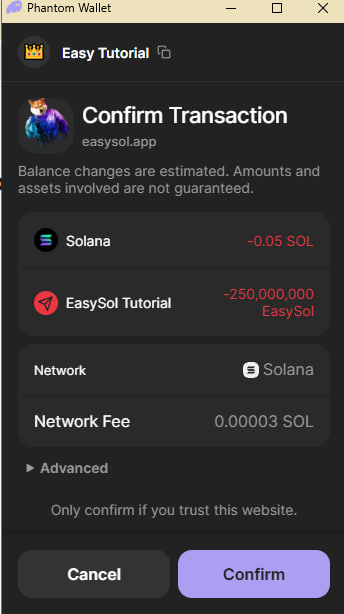 Phantom Wallet
Easy Tutorial
Confirm Transaction
easysol.app
Balance changes are estimated. Amounts and
assets involved are not guaranteed.
Solana -0.05 SOL
EasySol Tutorial -250,000,000
EasySol
Network Solana
Network Fee 0.00003 SOL
Advanced
Only confirm if you trust this website.
Cancel Confirm